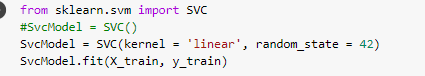 from sklearn.svm import SVC
#SvcModel = SVC()
SvcModel = SVC(kernel = 'linear', random_state = 42)
SvcModel.fit(X_train, y_train)